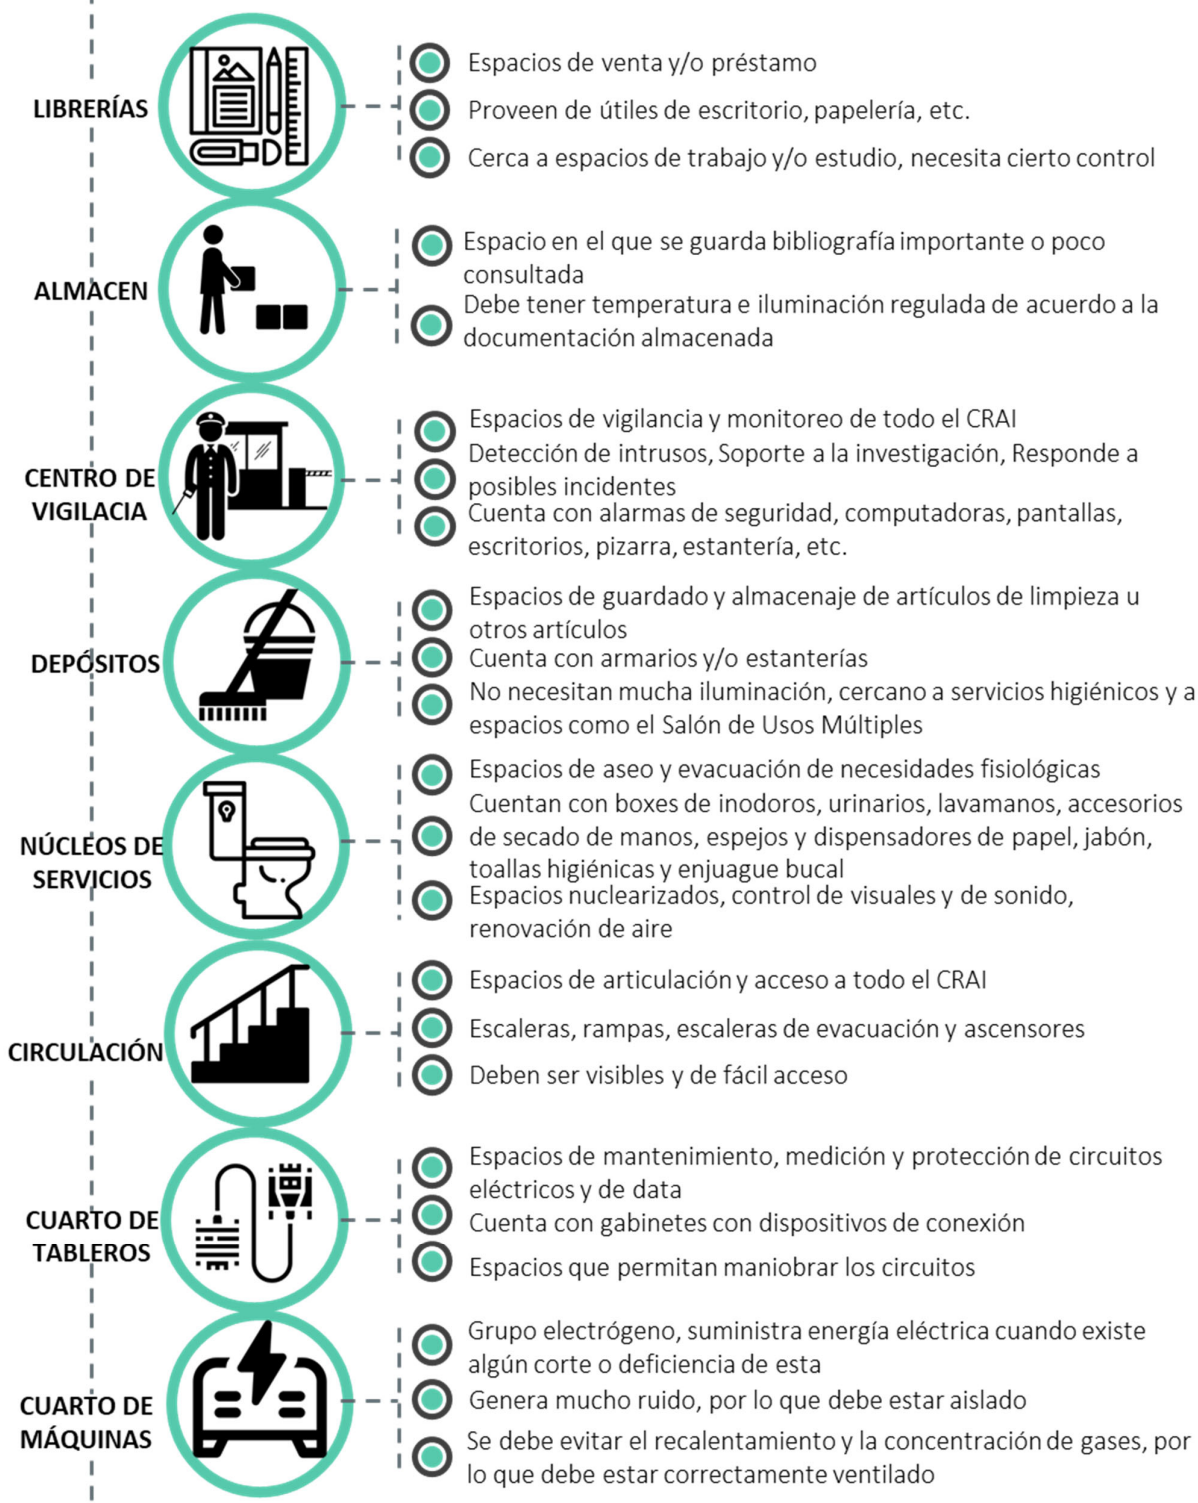 LIBRERÍAS
Espacios de venta y/o préstamo
Proveen de útiles de escritorio, papelería, etc.
Cerca a espacios de trabajo y/o estudio, necesita cierto control
ALMACEN
Espacio en el que se guarda bibliografía importante o poco
consultada
Debe tener temperatura e iluminación regulada de acuerdo a la
documentación almacenada
CENTRO DE
VIGILACIA
Espacios de vigilancia y monitoreo de todo el CRAI
Detección de intrusos, Soporte a la investigación, Responde a
posibles incidentes
Cuenta con alarmas de seguridad, computadoras, pantallas,
escritorios, pizarra, estantería, etc.
DEPÓSITOS
Espacios de guardado y almacenaje de artículos de limpieza u
otros artículos
Cuenta con armarios y/o estanterías
No necesitan mucha iluminación, cercano a servicios higiénicos y a
espacios como el Salón de Usos Múltiples
NÚCLEOS DE
SERVICIOS
Espacios de aseo y evacuación de necesidades fisiológicas
Cuentan con boxes de inodoros, urinarios, lavamanos, accesorios
de secado de manos, espejos y dispensadores de papel, jabón,
toallas higiénicas y enjuague bucal
Espacios nuclearizados, control de visuales y de sonido,
renovación de aire
CIRCULACIÓN
Espacios de articulación y acceso a todo el CRAI
Escaleras, rampas, escaleras de evacuación y ascensores
Deben ser visibles y de fácil acceso
CUARTO DE
TABLEROS
Espacios de mantenimiento, medición y protección de circuitos
eléctricos y de data
Cuenta con gabinetes con dispositivos de conexión
Espacios que permitan maniobrar los circuitos
CUARTO DE
MÁQUINAS
Grupo electrógeno, suministra energía eléctrica cuando existe
algún corte o deficiencia de esta
Genera mucho ruido, por lo que debe estar aislado
Se debe evitar el recalentamiento y la concentración de gases, por
lo que debe estar correctamente ventilado